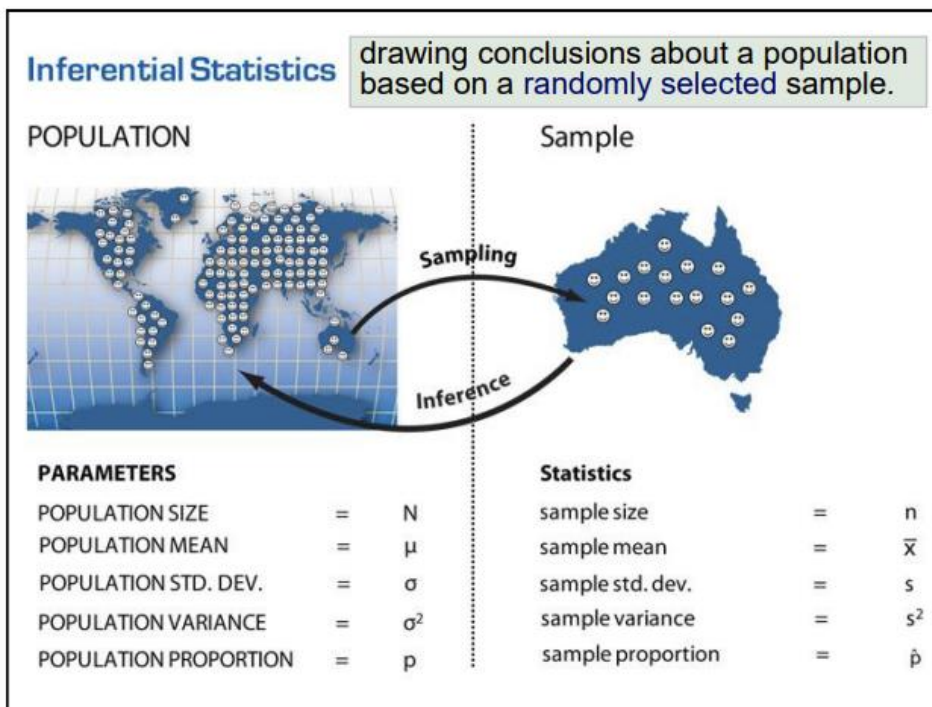 Inferential Statistics
drawing conclusions about a population
based on a randomly selected sample.
POPULATION
Sample
Sampling
Inference
PARAMETERS
POPULATION SIZE = N
POPULATION MEAN = μ
POPULATION STD. DEV. = σ
POPULATION VARIANCE = σ²
POPULATION PROPORTION = p
Statistics
sample size = n
sample mean = x̄
sample std. dev. = s
sample variance = s²
sample proportion = p̂